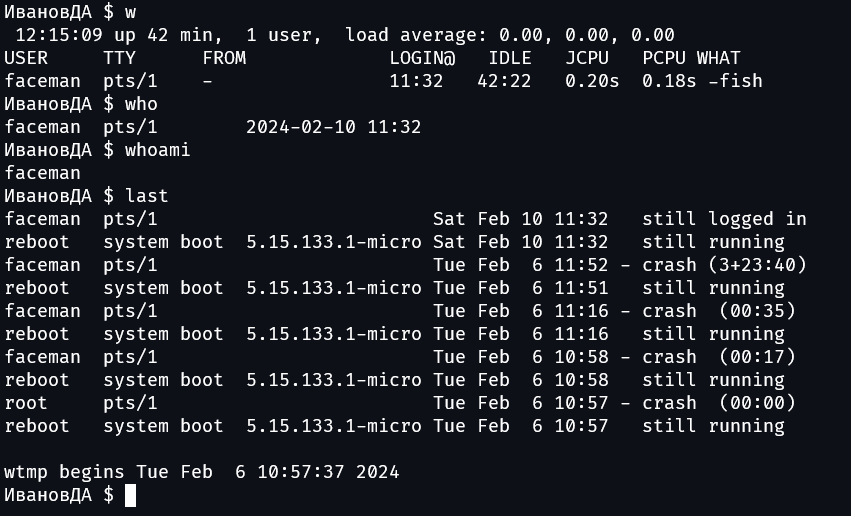 ИвановДА $ w
 12:15:09 up 42 min,  1 user,  load average: 0.00, 0.00, 0.00
USER     TTY      FROM             LOGIN@   IDLE   JCPU   PCPU WHAT
faceman  pts/1    -                11:32   42:22   0.20s  0.18s -fish
ИвановДА $ who
faceman  pts/1        2024-02-10 11:32
ИвановДА $ whoami
faceman
ИвановДА $ last
faceman  pts/1                         Sat Feb 10 11:32   still logged in
reboot   system boot  5.15.133.1-micro Sat Feb 10 11:32   still running
faceman  pts/1                         Tue Feb  6 11:52 - crash (3+23:40)
reboot   system boot  5.15.133.1-micro Tue Feb  6 11:51   still running
faceman  pts/1                         Tue Feb  6 11:16 - crash  (00:35)
reboot   system boot  5.15.133.1-micro Tue Feb  6 11:16   still running
faceman  pts/1                         Tue Feb  6 10:58 - crash  (00:17)
reboot   system boot  5.15.133.1-micro Tue Feb  6 10:58   still running
root     pts/1                         Tue Feb  6 10:57 - crash  (00:00)
reboot   system boot  5.15.133.1-micro Tue Feb  6 10:57   still running

wtmp begins Tue Feb  6 10:57:37 2024
ИвановДА $